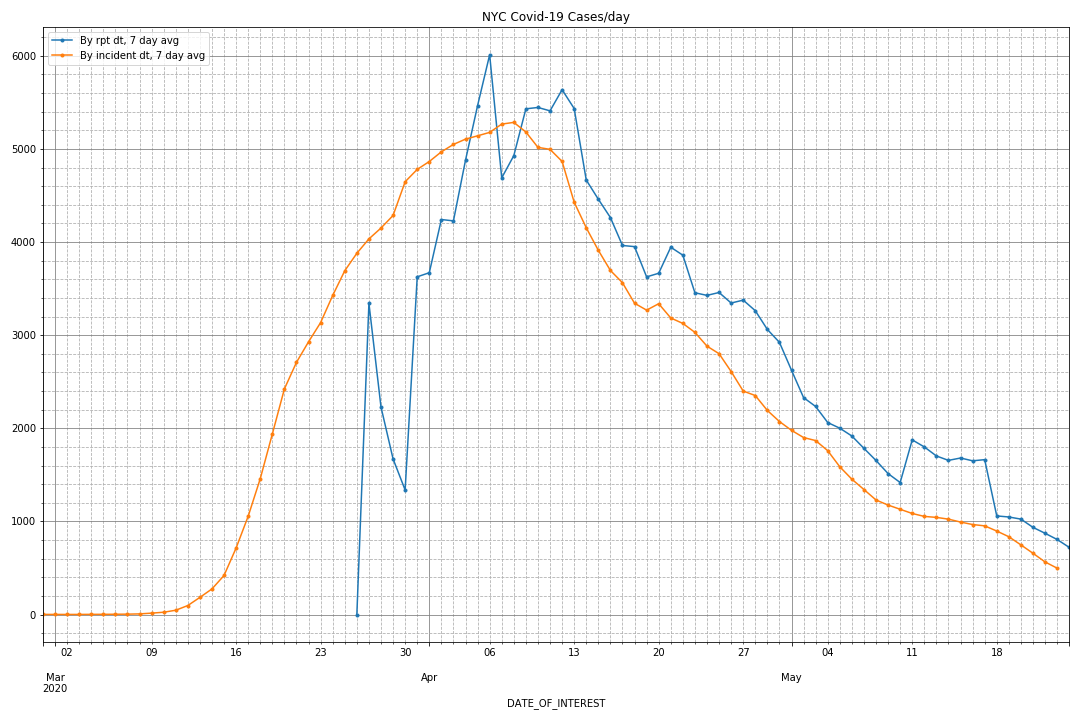 NYC Covid-19 Cases/day
By rpt dt, 7 day avg
By incident dt, 7 day avg
6000
5000
4000
3000
2000
1000
0
02 09 16 23 30 06 13 20 27 04 11 18
Mar Apr May
2020
DATE_OF_INTEREST